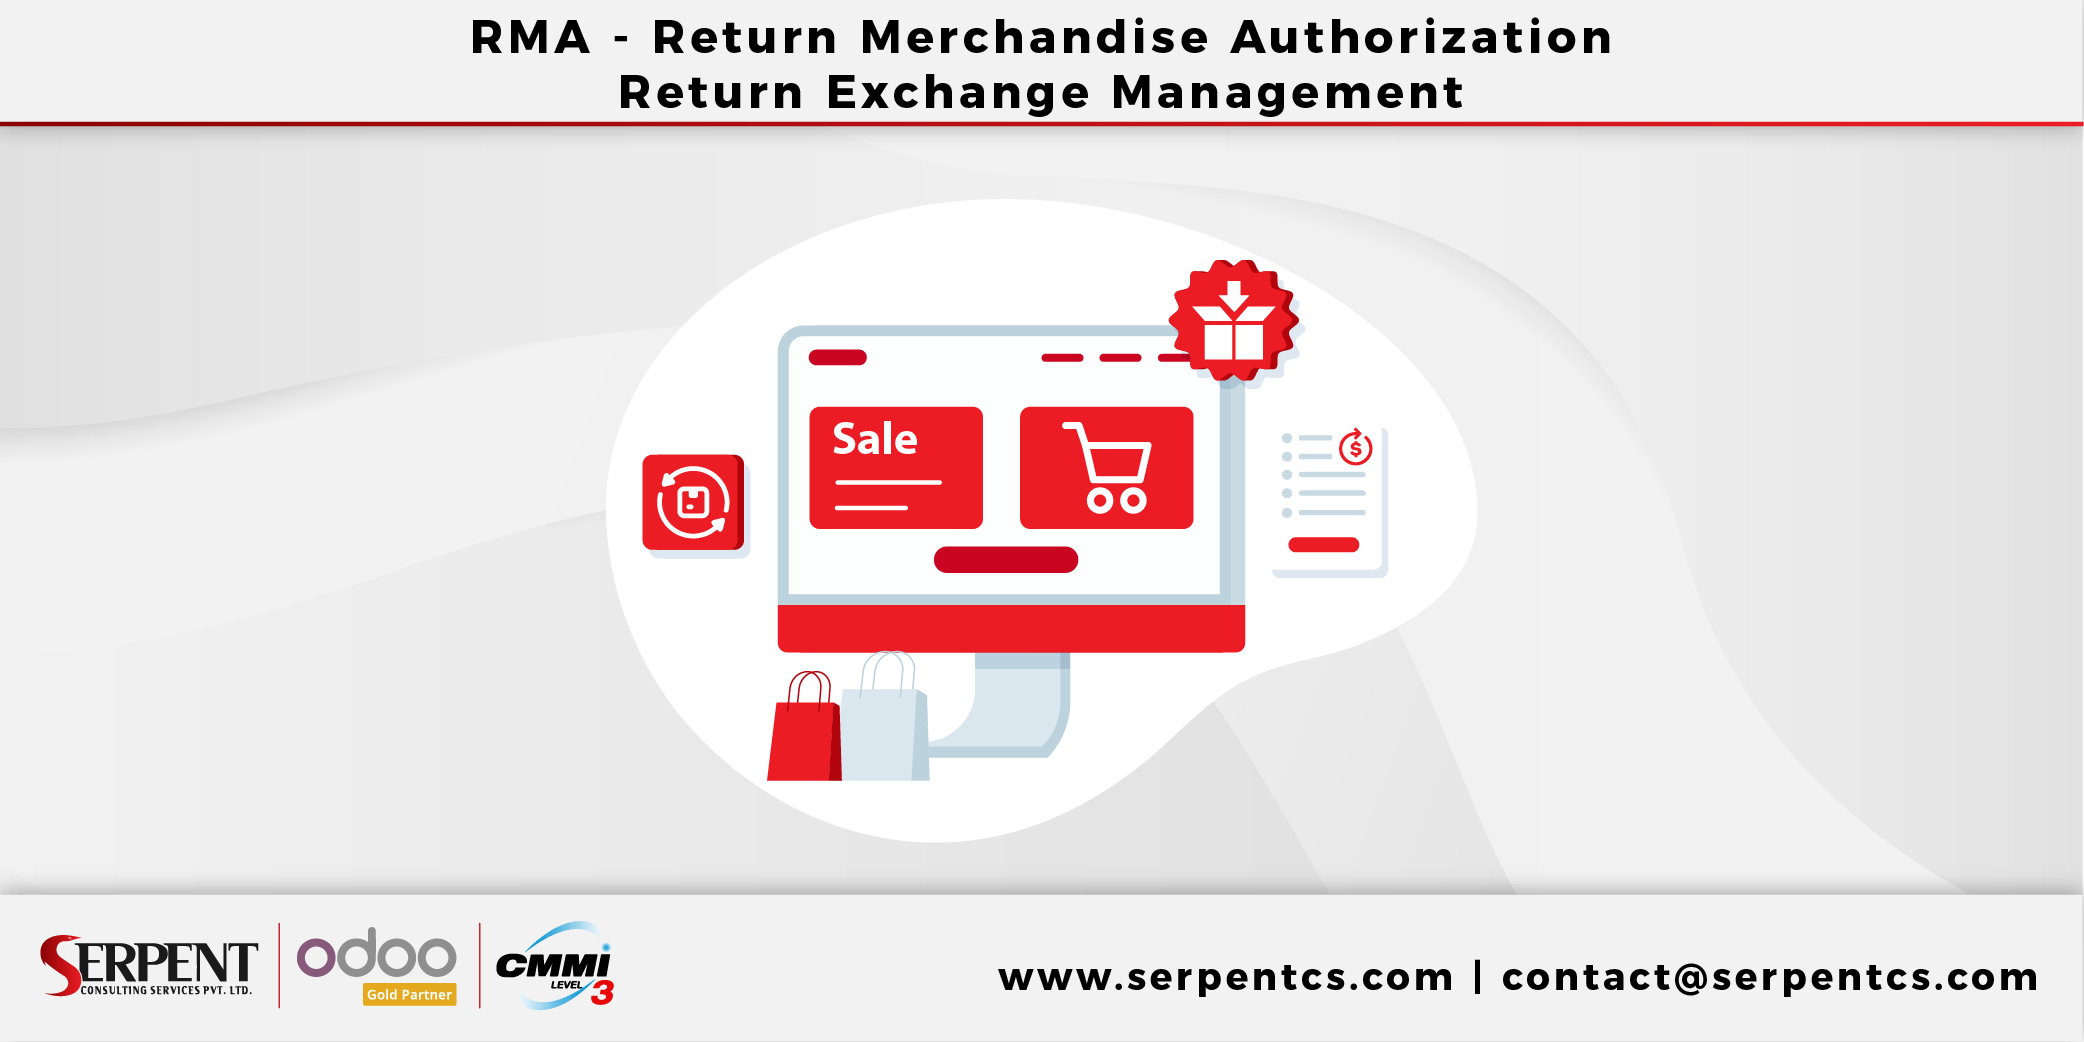 RMA - Return Merchandise Authorization
Return Exchange Management
Sale
$
SERPENT
CONSULTING SERVICES PVT. LTD.
odoo
Gold Partner
CMMi
LEVEL 3
www.serpentcs.com | contact@serpentcs.com